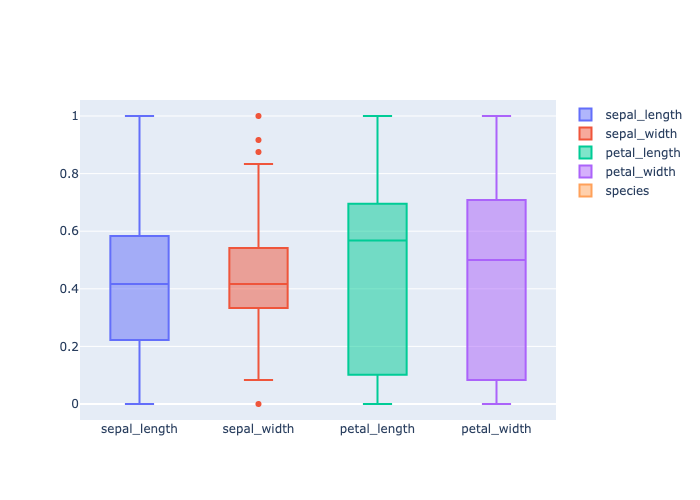 1
0.8
0.6
0.4
0.2
0
sepal_length
sepal_width
petal_length
petal_width
sepal_length
sepal_width
petal_length
petal_width
species